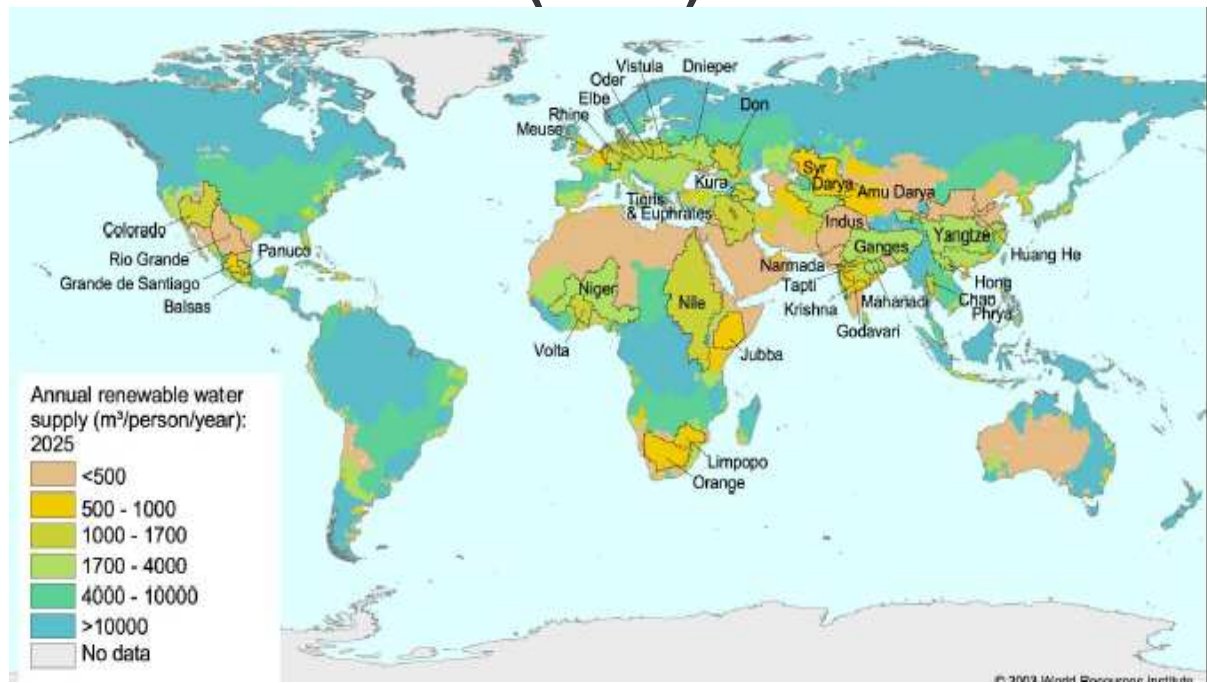 Vistula
Dnieper
Oder
Elbe
Don
Rhine
Meuse
Kura
Syr
Darya
Amu Darya
Tigris
& Euphrates
Indus
Colorado
Panuco
Ganges
Yangtze
Rio Grande
Huang He
Narmada
Grande de Santiago
Tapti
Hong
Niger
Nile
Krishna
Mahanadi
Chao
Phrya
Balsas
Godavari
Volta
Jubba
Limpopo
Orange
Annual renewable water
supply (m³/person/year):
2025
<500
500 - 1000
1000 - 1700
1700 - 4000
4000 - 10000
>10000
No data
© 2003 World Resources Institute